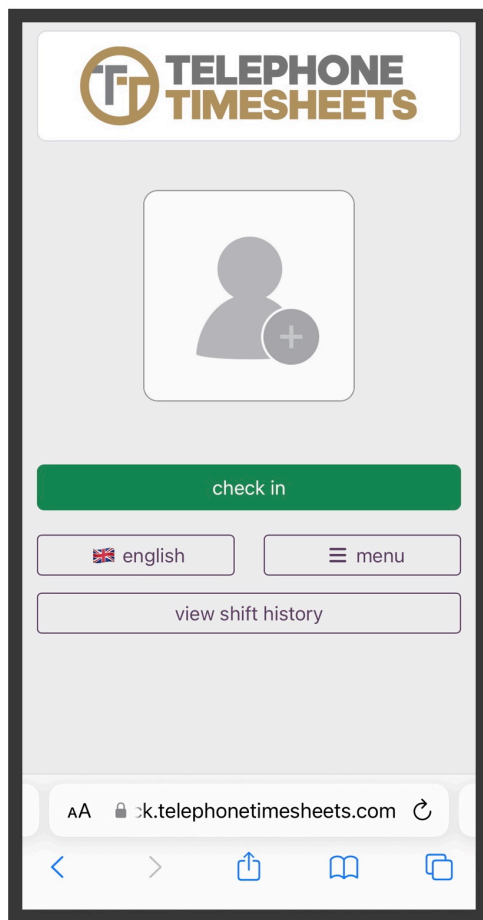 TELEPHONE
TIMESHEETS
check in
english
menu
view shift history
AA
k.telephonetimesheets.com